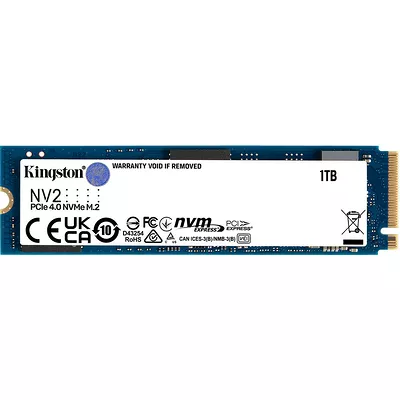 WARRANTY VOID IF REMOVED
Kingston
1TB
NV2
PCIe 4.0 NVMe M.2
UK CA
CE
10
D43254
RoHS
nvm EXPRESS
PCI EXPRESS
CAN ICES-3(B)/NMB-3(B)